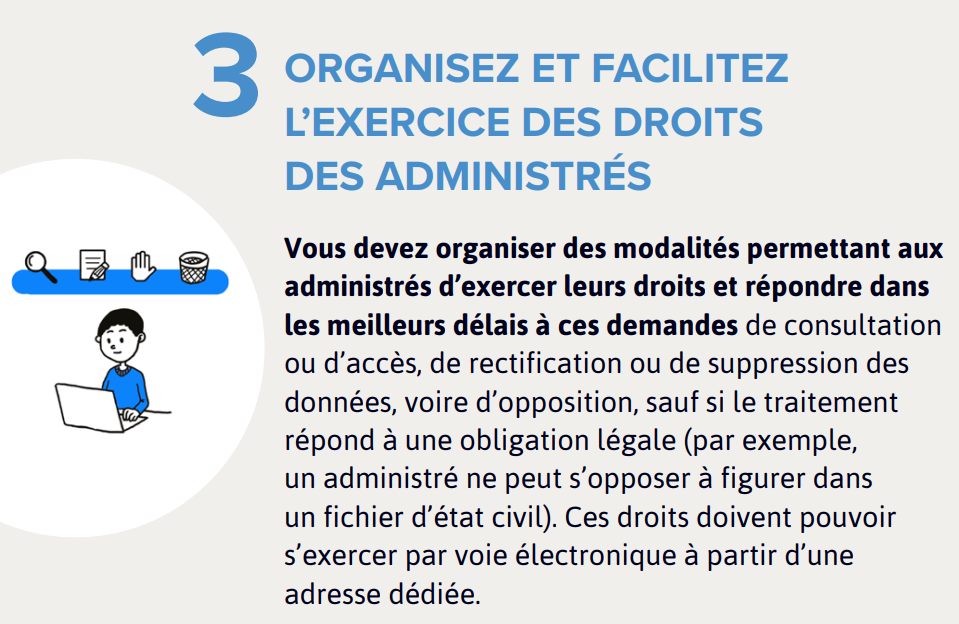 3
ORGANISEZ ET FACILITEZ
L’EXERCICE DES DROITS
DES ADMINISTRÉS
Vous devez organiser des modalités permettant aux
administrés d’exercer leurs droits et répondre dans
les meilleurs délais à ces demandes de consultation
ou d’accès, de rectification ou de suppression des
données, voire d’opposition, sauf si le traitement
répond à une obligation légale (par exemple,
un administré ne peut s’opposer à figurer dans
un fichier d’état civil). Ces droits doivent pouvoir
s’exercer par voie électronique à partir d’une
adresse dédiée.